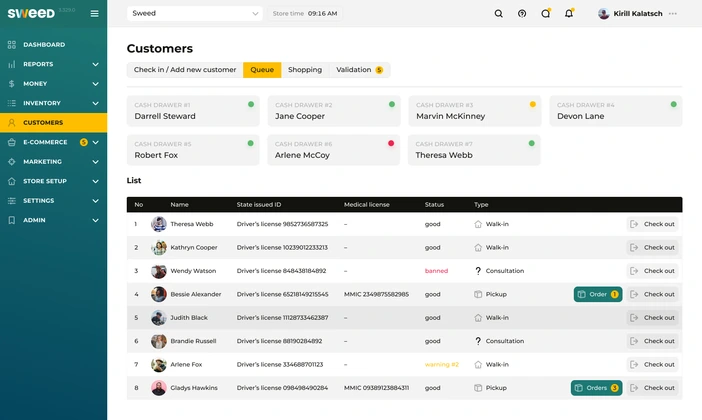 sweed
Sweed
Store time 09:16 AM
Kirill Kalatsch
DASHBOARD
REPORTS
MONEY
INVENTORY
CUSTOMERS
E-COMMERCE 5
MARKETING
STORE SETUP
SETTINGS
ADMIN
Customers
Check in / Add new customer Queue Shopping Validation 5
CASH DRAWER #1 CASH DRAWER #2 CASH DRAWER #3 CASH DRAWER #4
Darrell Steward Jane Cooper Marvin McKinney Devon Lane
CASH DRAWER #5 CASH DRAWER #6 CASH DRAWER #7
Robert Fox Arlene McCoy Theresa Webb
List
No Name State issued ID Medical license Status Type
1 Theresa Webb Driver's license 9852736587325 – good Walk-in Check out
2 Kathryn Cooper Driver's license 10239012233213 – good Walk-in Check out
3 Wendy Watson Driver's license 848438184892 – banned ? Consultation Check out
4 Bessie Alexander Driver's license 65218149215545 MMIC 2349875582985 good Pickup Order 1 Check out
5 Judith Black Driver's license 11128733462387 – good Walk-in Check out
6 Brandie Russell Driver's license 88190284892 – good ? Consultation Check out
7 Arlene Fox Driver's license 334688701123 – warning #2 Walk-in Check out
8 Gladys Hawkins Driver's license 098498490284 MMIC 09389123884311 good Pickup Orders 3 Check out